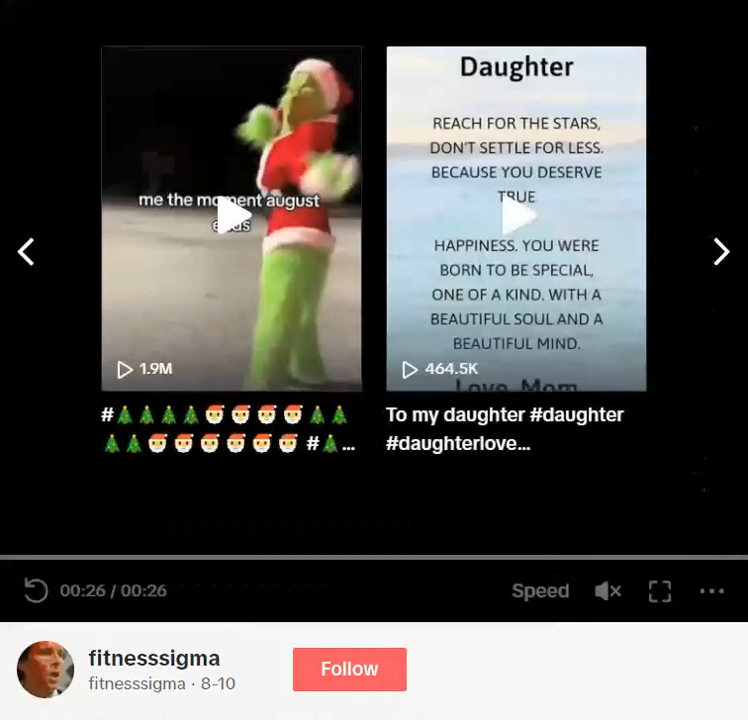 me the moment august
ends
1.9M
Daughter
REACH FOR THE STARS,
DON'T SETTLE FOR LESS.
BECAUSE YOU DESERVE
TRUE
HAPPINESS. YOU WERE
BORN TO BE SPECIAL,
ONE OF A KIND. WITH A
BEAUTIFUL SOUL AND A
BEAUTIFUL MIND.
Love, Mom
464.5K
#🎄🎄🎄🎄🎅🎅🎅🎅🎄🎄
🎄🎄🎅🎅🎅🎅🎅🎅 #🎄...
To my daughter #daughter
#daughterlove...
00:26 / 00:26
Speed
fitnesssigma
fitnesssigma · 8-10
Follow